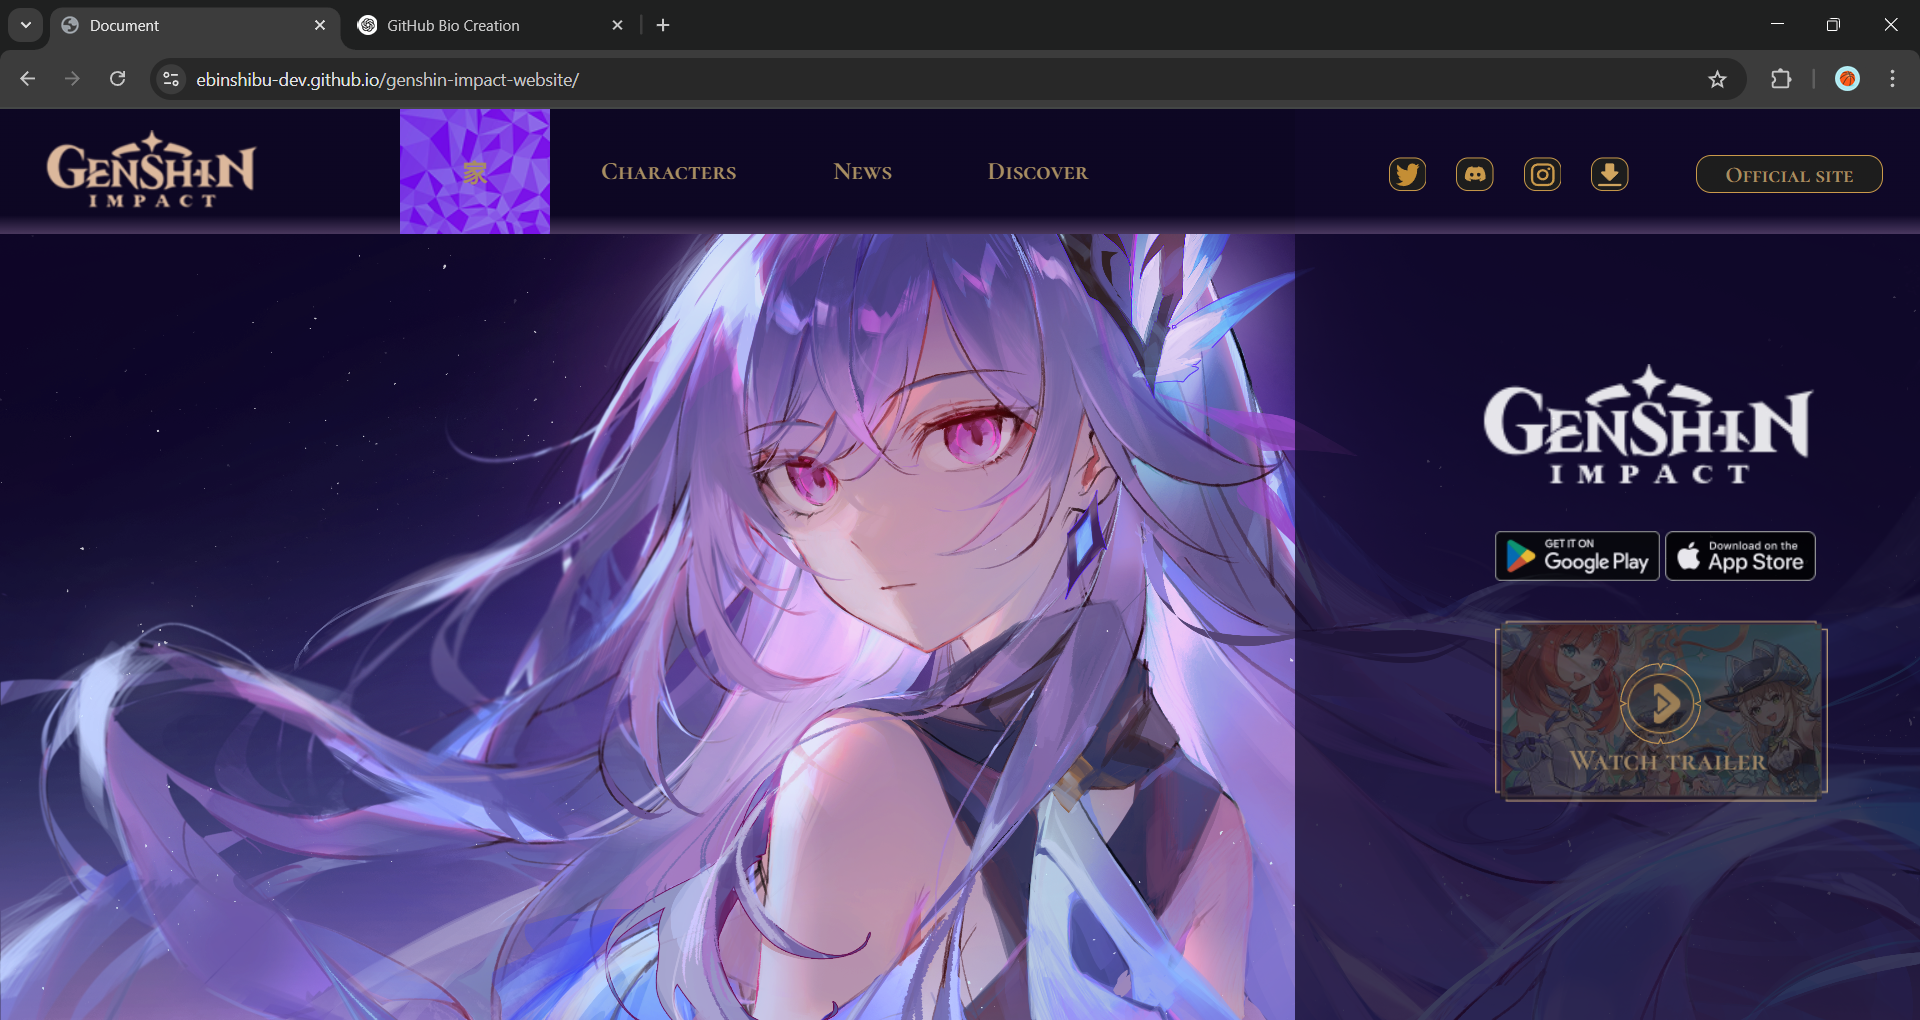 Document
GitHub Bio Creation
ebinshibu-dev.github.io/genshin-impact-website/
GENSHIN
IMPACT
家
Characters
News
Discover
Official site
GENSHIN
IMPACT
GET IT ON
Google Play
Download on the
App Store
Watch trailer